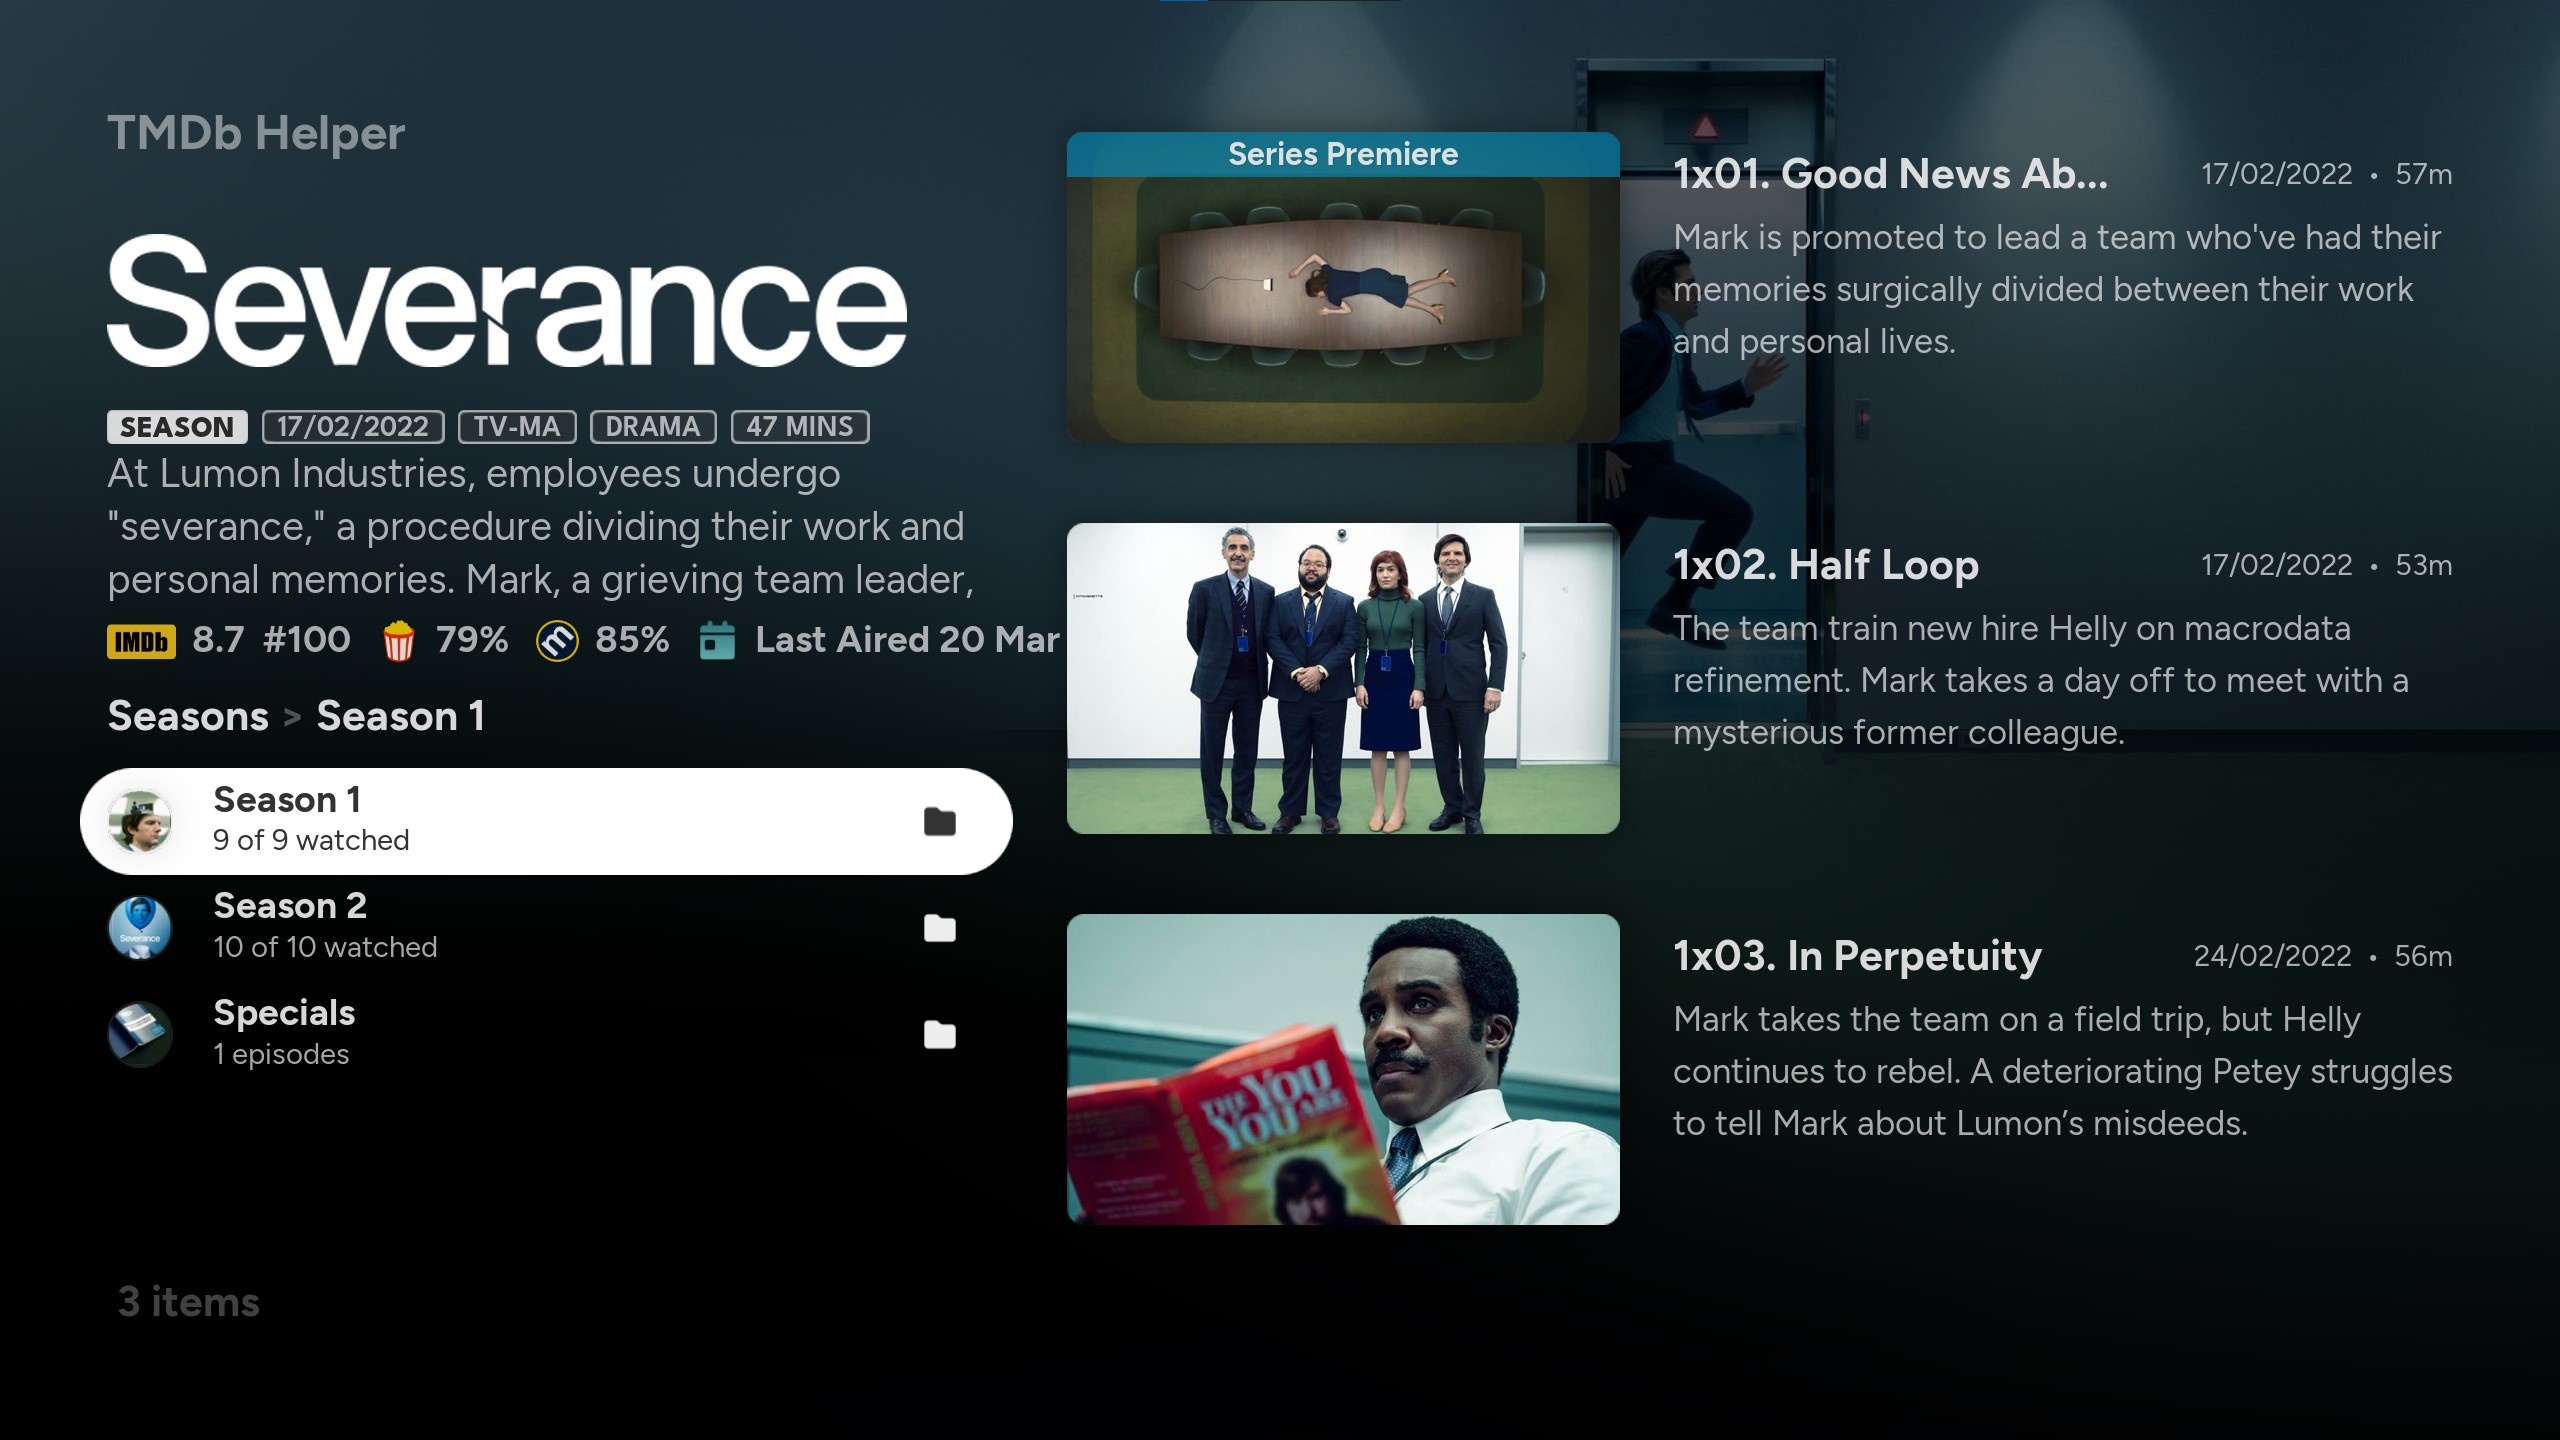 TMDb Helper
Severance
SEASON 17/02/2022 TV-MA DRAMA 47 MINS
At Lumon Industries, employees undergo
"severance," a procedure dividing their work and
personal memories. Mark, a grieving team leader,
IMDb 8.7 #100 79% m 85% Last Aired 20 Mar
Seasons > Season 1
Season 1
9 of 9 watched
Season 2
10 of 10 watched
Severance
Specials
1 episodes
3 items
Series Premiere
1x01. Good News Ab... 17/02/2022 • 57m
Mark is promoted to lead a team who've had their
memories surgically divided between their work
and personal lives.
1x02. Half Loop 17/02/2022 • 53m
The team train new hire Helly on macrodata
refinement. Mark takes a day off to meet with a
mysterious former colleague.
THE YOU
YOU ARE
1x03. In Perpetuity 24/02/2022 • 56m
Mark takes the team on a field trip, but Helly
continues to rebel. A deteriorating Petey struggles
to tell Mark about Lumon’s misdeeds.